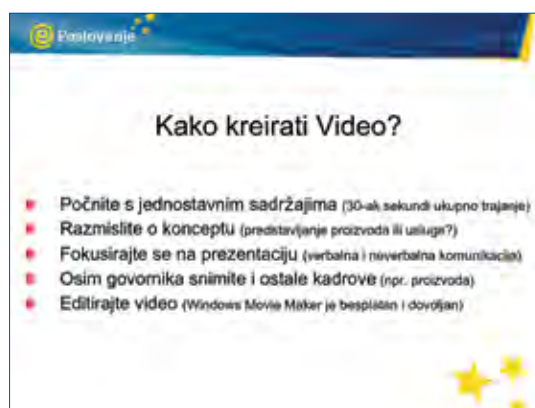 @ Poslovanje
Kako kreirati Video?
Počnite s jednostavnim sadržajima (30-ak sekundi ukupno trajanje)
Razmislite o konceptu (predstavljanje proizvoda ili usluge?)
Fokusirajte se na prezentaciju (verbalna i neverbalna komunikacija)
Osim govornika snimite i ostale kadrove (npr. proizvoda)
Editirajte video (Windows Movie Maker je besplatan i dovoljan)